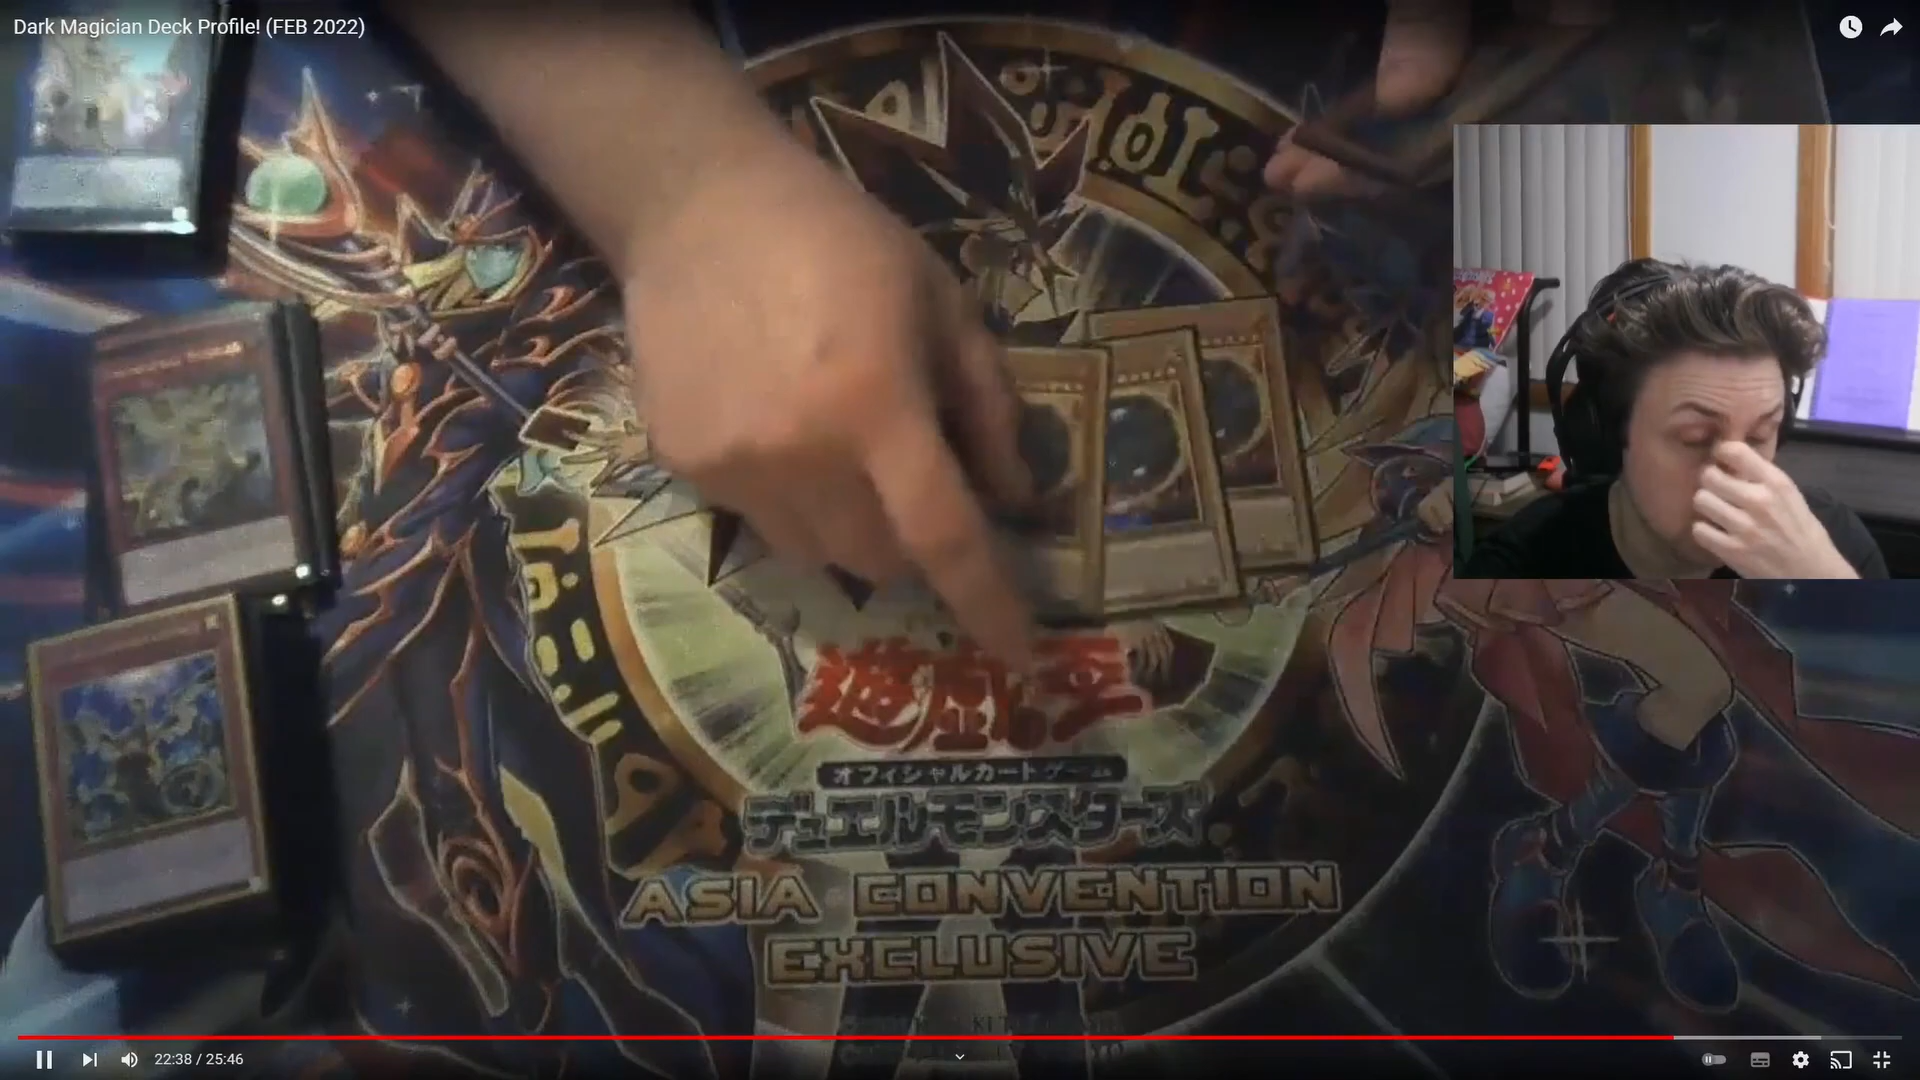 Dark Magician Deck Profile! (FEB 2022)
遊戯王
オフィシャルカードゲーム
デュエルモンスターズ
ASIA CONVENTION
EXCLUSIVE
22:38 / 25:46